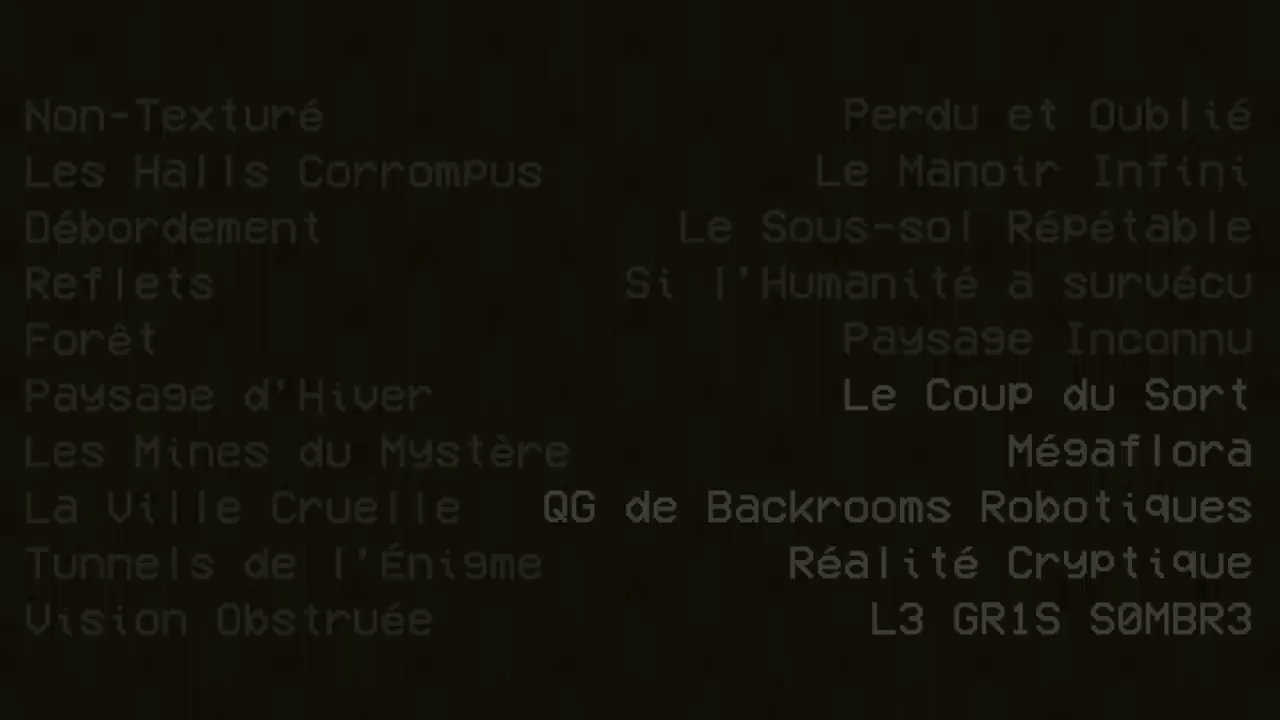 Non-Texturé
Les Halls Corrompus
Débordement
Reflets
Forêt
Paysage d'Hiver
Les Mines du Mystère
La Ville Cruelle
Tunnels de l'Énigme
Vision Obstruée
Perdu et Oublié
Le Manoir Infini
Le Sous-sol Répétable
Si l'Humanité a survécu
Paysage Inconnu
Le Coup du Sort
Mégaflora
QG de Backrooms Robotiques
Réalité Cryptique
L3 GR1S S0MBR3